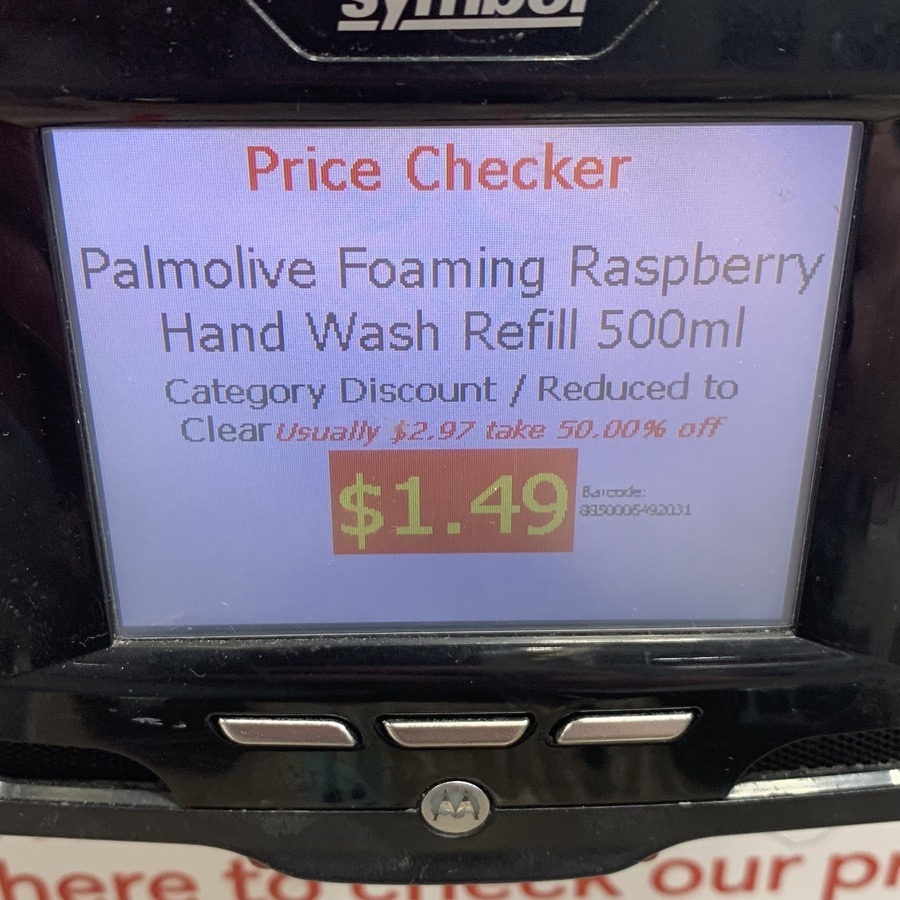 symbol
Price Checker
Palmolive Foaming Raspberry
Hand Wash Refill 500ml
Category Discount / Reduced to
Clear Usually $2.97 take 50.00% off
$1.49
Barcode:
8850006492031
here to check our pr